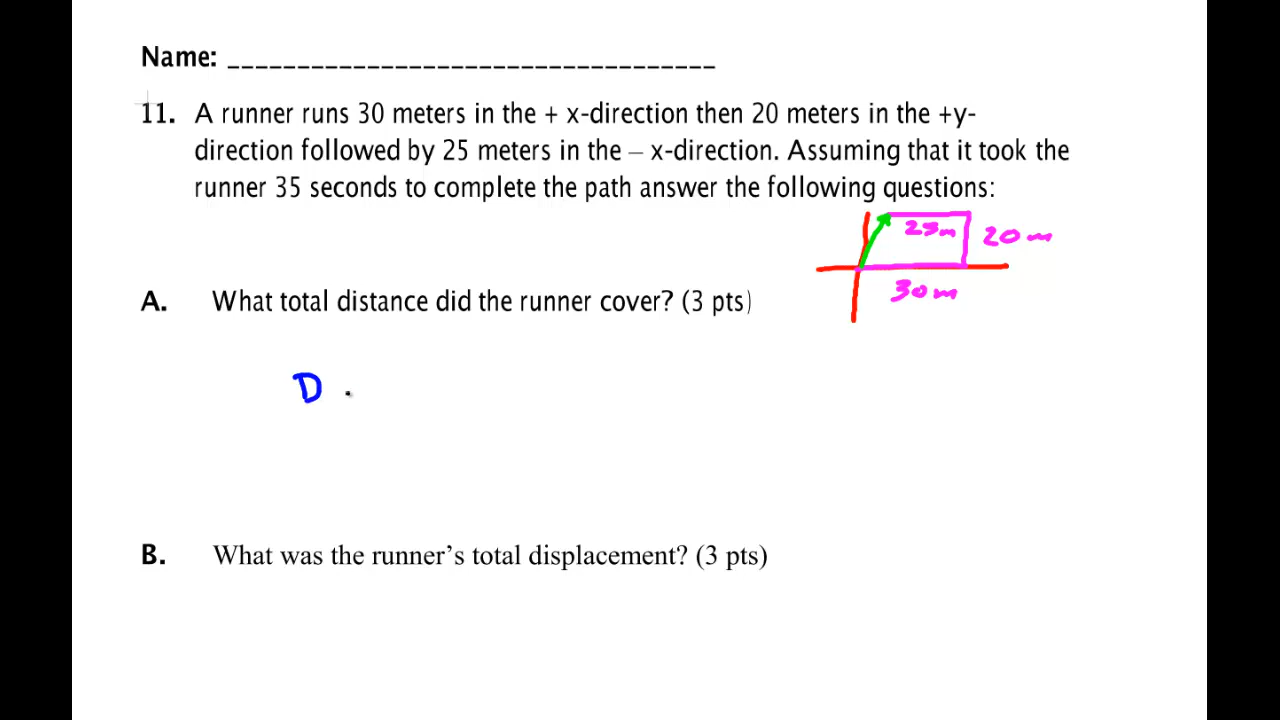 Name: ___________________________________
11. A runner runs 30 meters in the + x-direction then 20 meters in the +y-
direction followed by 25 meters in the – x-direction. Assuming that it took the
runner 35 seconds to complete the path answer the following questions:
25m
20m
30m
A. What total distance did the runner cover? (3 pts)
D
B. What was the runner’s total displacement? (3 pts)